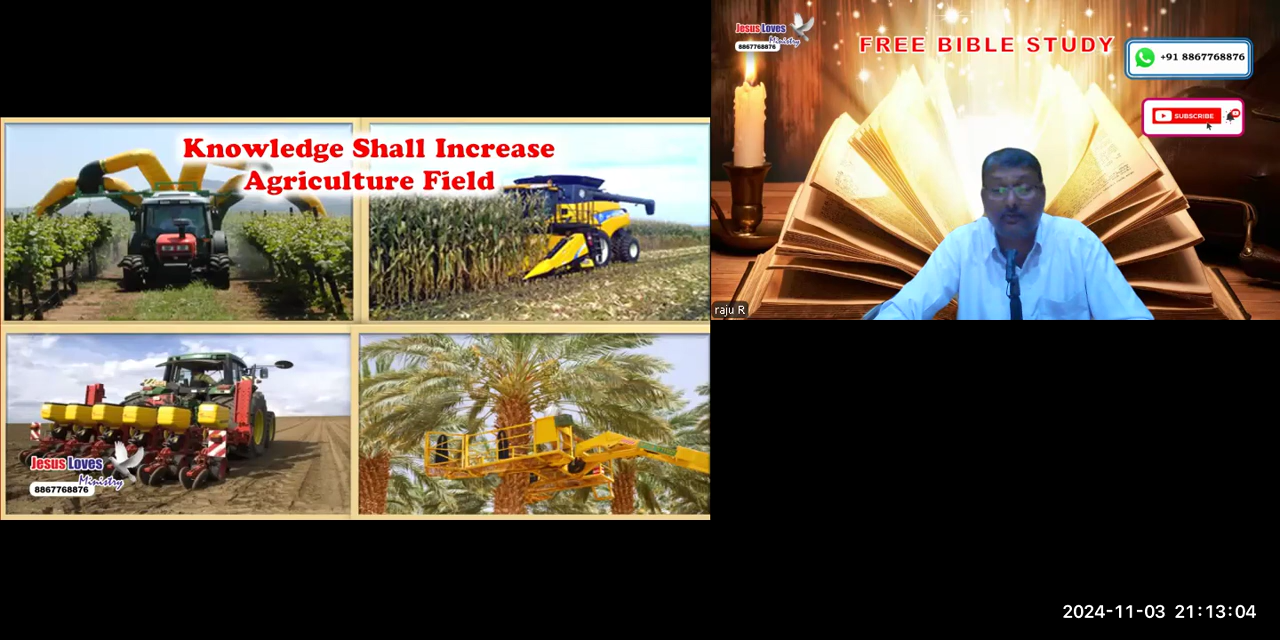 Knowledge Shall Increase
Agriculture Field
Jesus Loves
Ministry
8867768876
Jesus Loves
Ministry
8867768876
FREE BIBLE STUDY
+91 8867768876
SUBSCRIBE
raju R
2024-11-03 21:13:04